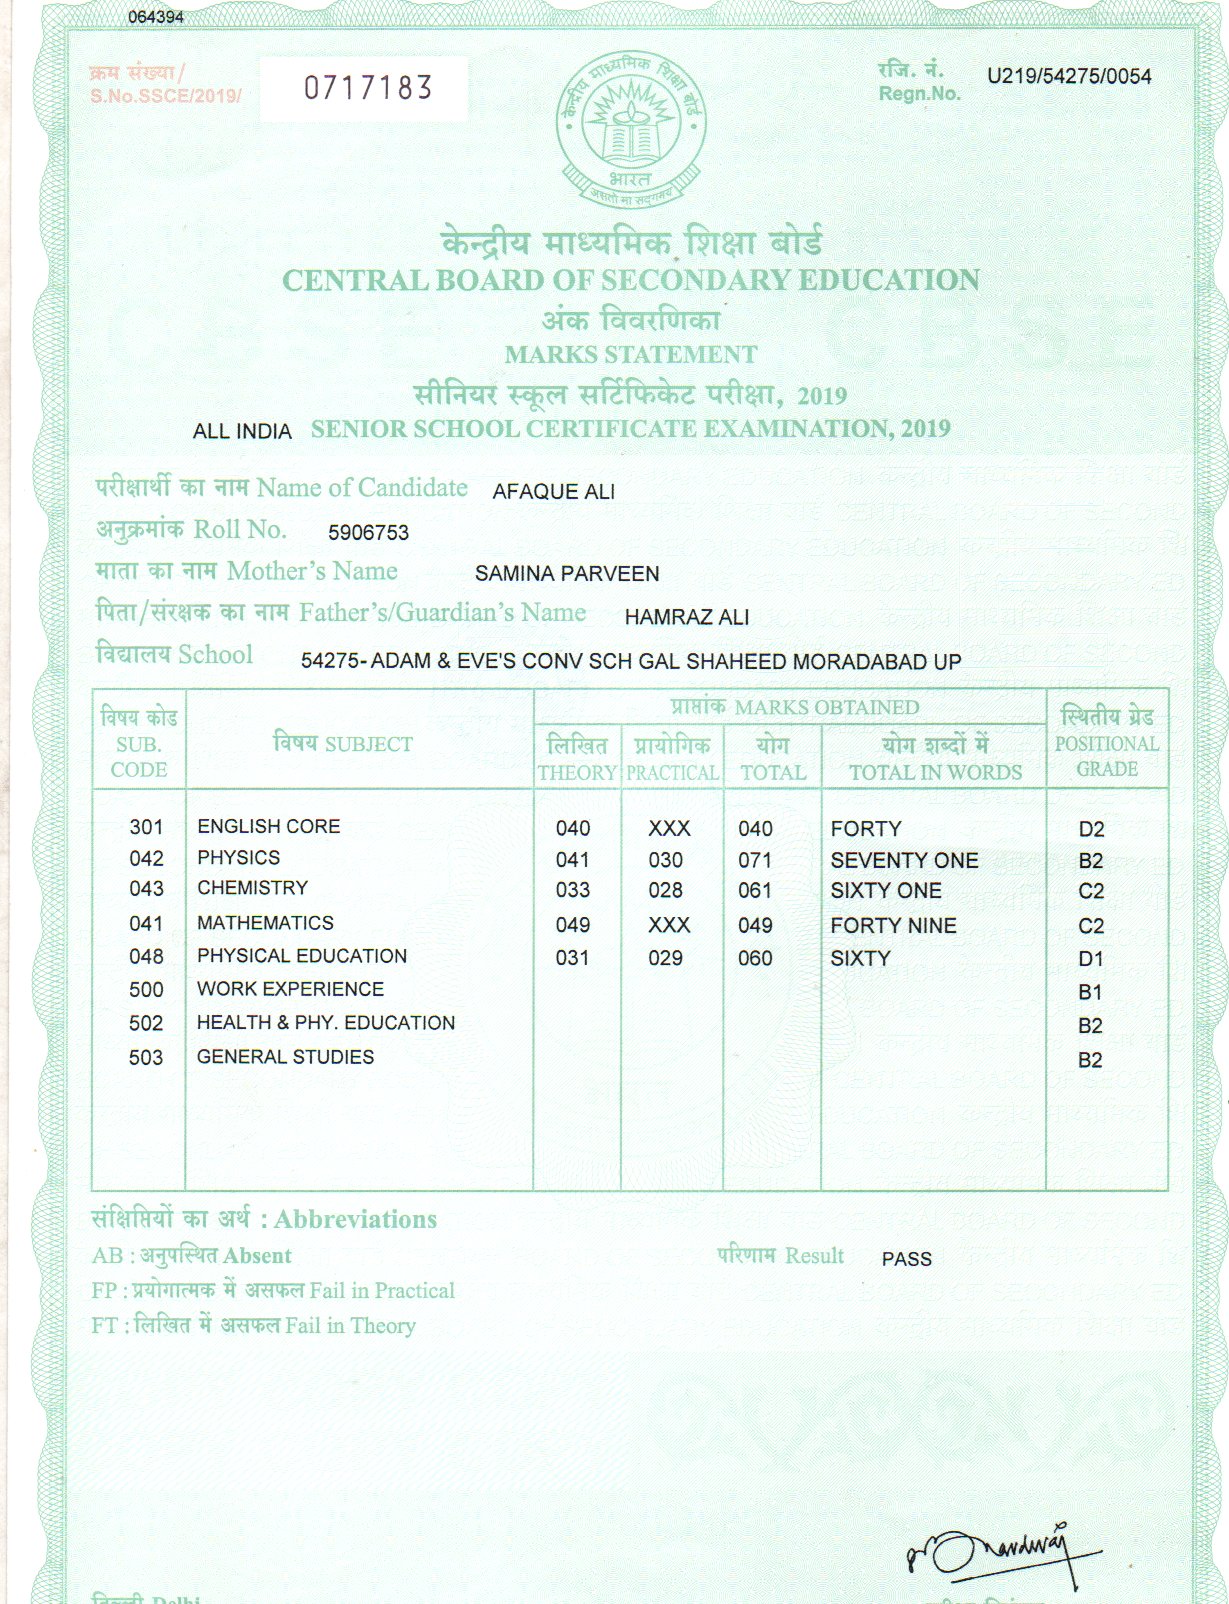 064394
क्रम संख्या/
S.No.SSCE/2019/
0717183
रजि. नं.
Regn.No.
U219/54275/0054
केन्द्रीय माध्यमिक शिक्षा बोर्ड
भारत
असतो मा सद्गमय
केन्द्रीय माध्यमिक शिक्षा बोर्ड
CENTRAL BOARD OF SECONDARY EDUCATION
अंक विवरणिका
MARKS STATEMENT
सीनियर स्कूल सर्टिफिकेट परीक्षा, 2019
ALL INDIA SENIOR SCHOOL CERTIFICATE EXAMINATION, 2019
परीक्षार्थी का नाम Name of Candidate AFAQUE ALI
अनुक्रमांक Roll No. 5906753
माता का नाम Mother's Name SAMINA PARVEEN
पिता/संरक्षक का नाम Father's/Guardian's Name HAMRAZ ALI
विद्यालय School 54275- ADAM & EVE'S CONV SCH GAL SHAHEED MORADABAD UP
विषय कोड
SUB.
CODE
विषय SUBJECT
प्राप्तांक MARKS OBTAINED
लिखित प्रायोगिक योग योग शब्दों में
THEORY PRACTICAL TOTAL TOTAL IN WORDS
स्थितीय ग्रेड
POSITIONAL
GRADE
301 ENGLISH CORE 040 XXX 040 FORTY D2
042 PHYSICS 041 030 071 SEVENTY ONE B2
043 CHEMISTRY 033 028 061 SIXTY ONE C2
041 MATHEMATICS 049 XXX 049 FORTY NINE C2
048 PHYSICAL EDUCATION 031 029 060 SIXTY D1
500 WORK EXPERIENCE B1
502 HEALTH & PHY. EDUCATION B2
503 GENERAL STUDIES B2
संक्षिप्तियों का अर्थ : Abbreviations
AB : अनुपस्थित Absent
परिणाम Result PASS
FP : प्रयोगात्मक में असफल Fail in Practical
FT : लिखित में असफल Fail in Theory
दिल्ली Delhi